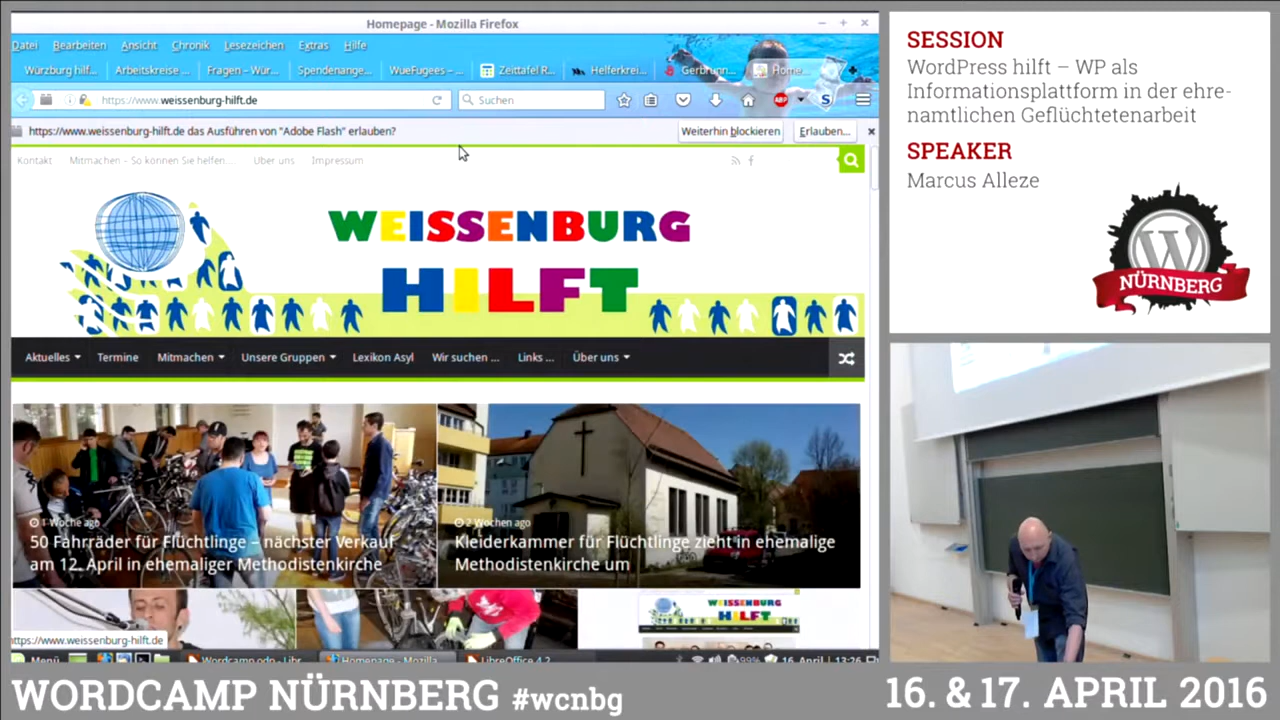 Homepage - Mozilla Firefox
Datei Bearbeiten Ansicht Chronik Lesezeichen Extras Hilfe
Würzburg hilf... Arbeitskreise ... Fragen – Wür... Spendenange... WueFugees – ... Zeittafel R... Helferkrei... Gerbrunn... Home
https://www.weissenburg-hilft.de
Suchen
ABP
S
https://www.weissenburg-hilft.de das Ausführen von "Adobe Flash" erlauben?
Weiterhin blockieren Erlauben...
Kontakt Mitmachen – So können Sie helfen... Über uns Impressum
WEISSENBURG
HILFT
Aktuelles Termine Mitmachen Unsere Gruppen Lexikon Asyl Wir suchen ... Links ... Über uns
1 Woche ago
50 Fahrräder für Flüchtlinge – nächster Verkauf
am 12. April in ehemaliger Methodistenkirche
2 Wochen ago
Kleiderkammer für Flüchtlinge zieht in ehemalige
Methodistenkirche um
WEISSENBURG
HILFT
https://www.weissenburg-hilft.de
Menü Wordcamp.odp - Libr... Homepage - Mozilla... LibreOffice 4.2 99% 16. April 13:26
SESSION
WordPress hilft – WP als
Informationsplattform in der ehre-
namtlichen Geflüchtetenarbeit
SPEAKER
Marcus Alleze
W
NÜRNBERG
WORDCAMP NÜRNBERG #wcnbg
16. & 17. APRIL 2016